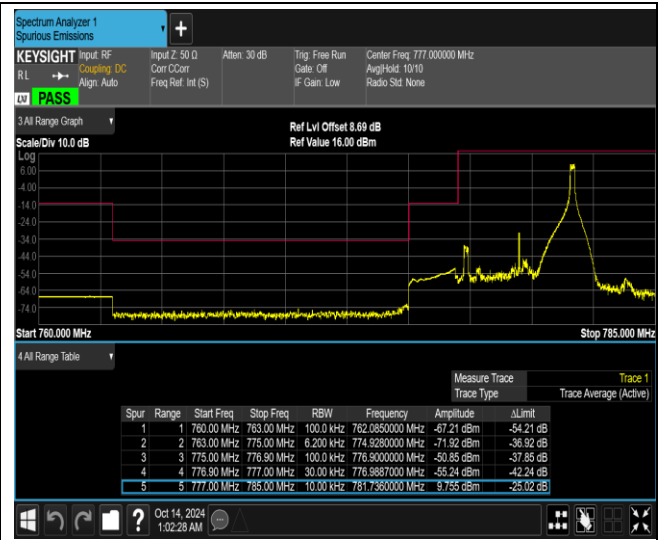 Spectrum Analyzer 1
Spurious Emissions
+
KEYSIGHT Input: RF Input Z: 50 Ω Atten: 30 dB Trig: Free Run Center Freq: 777.000000 MHz
RL Coupling: DC Corr CCorr Gate: Off Avg|Hold: 10/10
Align: Auto Freq Ref: Int (S) IF Gain: Low Radio Std: None
LXI PASS
3 All Range Graph
Ref Lvl Offset 8.69 dB
Scale/Div 10.0 dB Ref Value 16.00 dBm
Log
6.00
-4.00
-14.0
-24.0
-34.0
-44.0
-54.0
-64.0
-74.0
Start 760.000 MHz Stop 785.000 MHz
4 All Range Table
Measure Trace Trace 1
Trace Type Trace Average (Active)
Spur Range Start Freq Stop Freq RBW Frequency Amplitude ΔLimit
1 1 760.00 MHz 763.00 MHz 100.0 kHz 762.0850000 MHz -67.21 dBm -54.21 dB
2 2 763.00 MHz 775.00 MHz 6.200 kHz 774.9280000 MHz -71.92 dBm -36.92 dB
3 3 775.00 MHz 776.90 MHz 100.0 kHz 776.9000000 MHz -50.85 dBm -37.85 dB
4 4 776.90 MHz 777.00 MHz 30.00 kHz 776.9887000 MHz -55.24 dBm -42.24 dB
5 5 777.00 MHz 785.00 MHz 10.00 kHz 781.7360000 MHz 9.755 dBm -25.02 dB
? Oct 14, 2024
1:02:28 AM